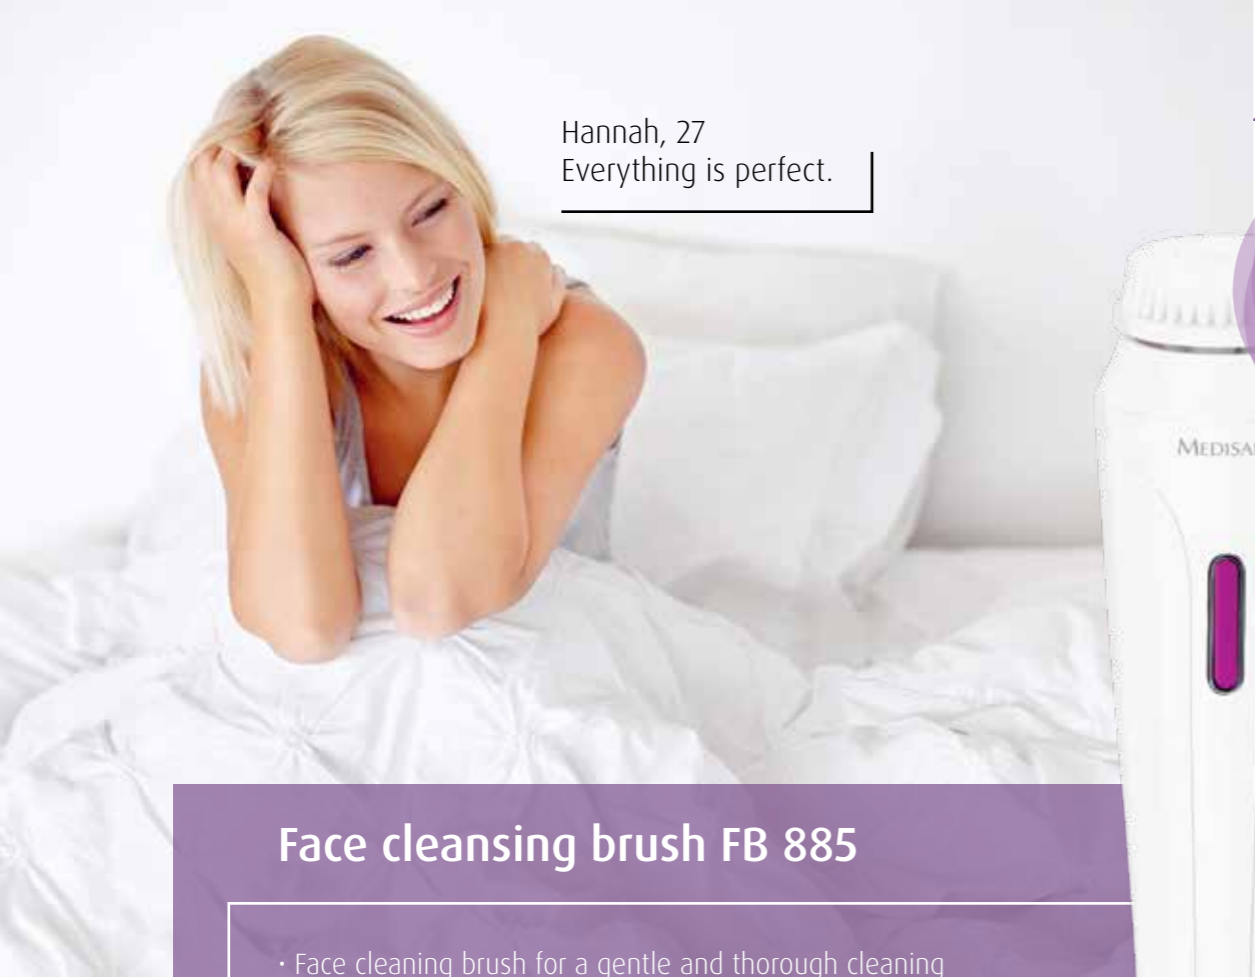 Hannah, 27
Everything is perfect.
Face cleansing brush FB 885
· Face cleaning brush for a gentle and thorough cleaning